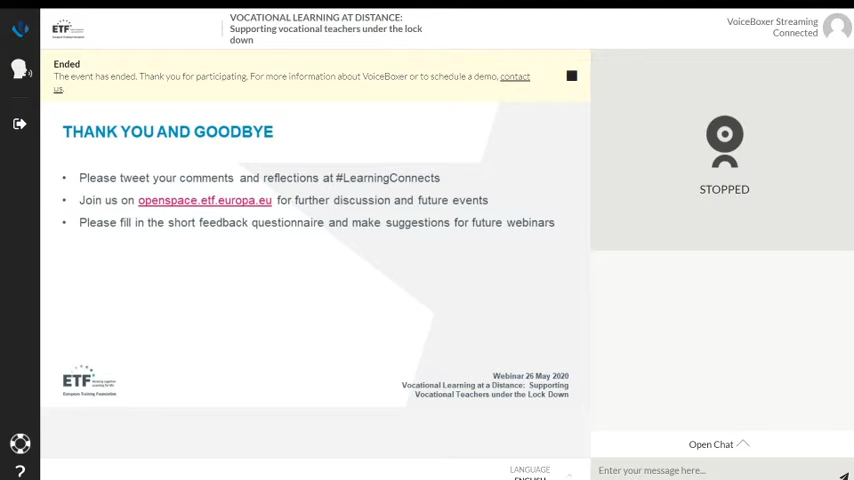 ETF
VOCATIONAL LEARNING AT DISTANCE:
Supporting vocational teachers under the lock
down
VoiceBoxer Streaming
Connected
Ended
The event has ended. Thank you for participating. For more information about VoiceBoxer or to schedule a demo, contact
us.
THANK YOU AND GOODBYE
• Please tweet your comments and reflections at #LearningConnects
• Join us on openspace.etf.europa.eu for further discussion and future events
• Please fill in the short feedback questionnaire and make suggestions for future webinars
STOPPED
ETF
European Training Foundation
Webinar 26 May 2020
Vocational Learning at a Distance: Supporting
Vocational Teachers under the Lock Down
Open Chat
LANGUAGE
ENGLISH
Enter your message here...
?